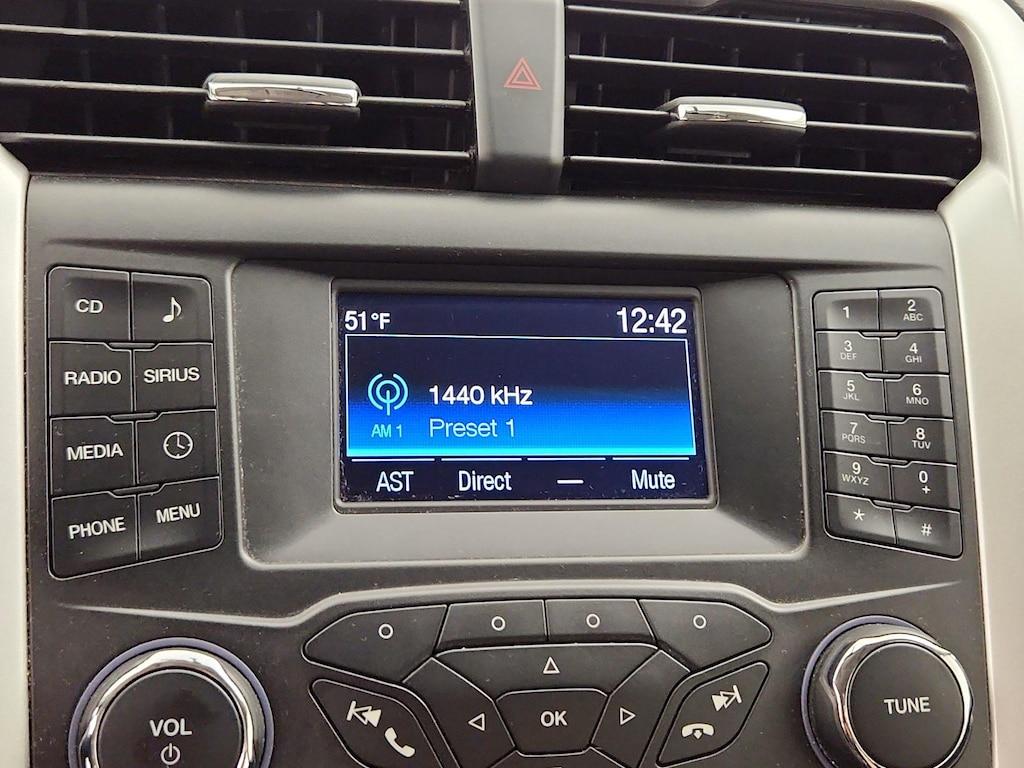 51°F 12:42
1440 kHz
AM 1 Preset 1
AST Direct Mute
CD
RADIO SIRIUS
MEDIA
PHONE MENU
1 2 ABC
3 DEF 4 GHI
5 JKL 6 MNO
7 PQRS 8 TUV
9 WXYZ 0 +
* #
OK
VOL
TUNE